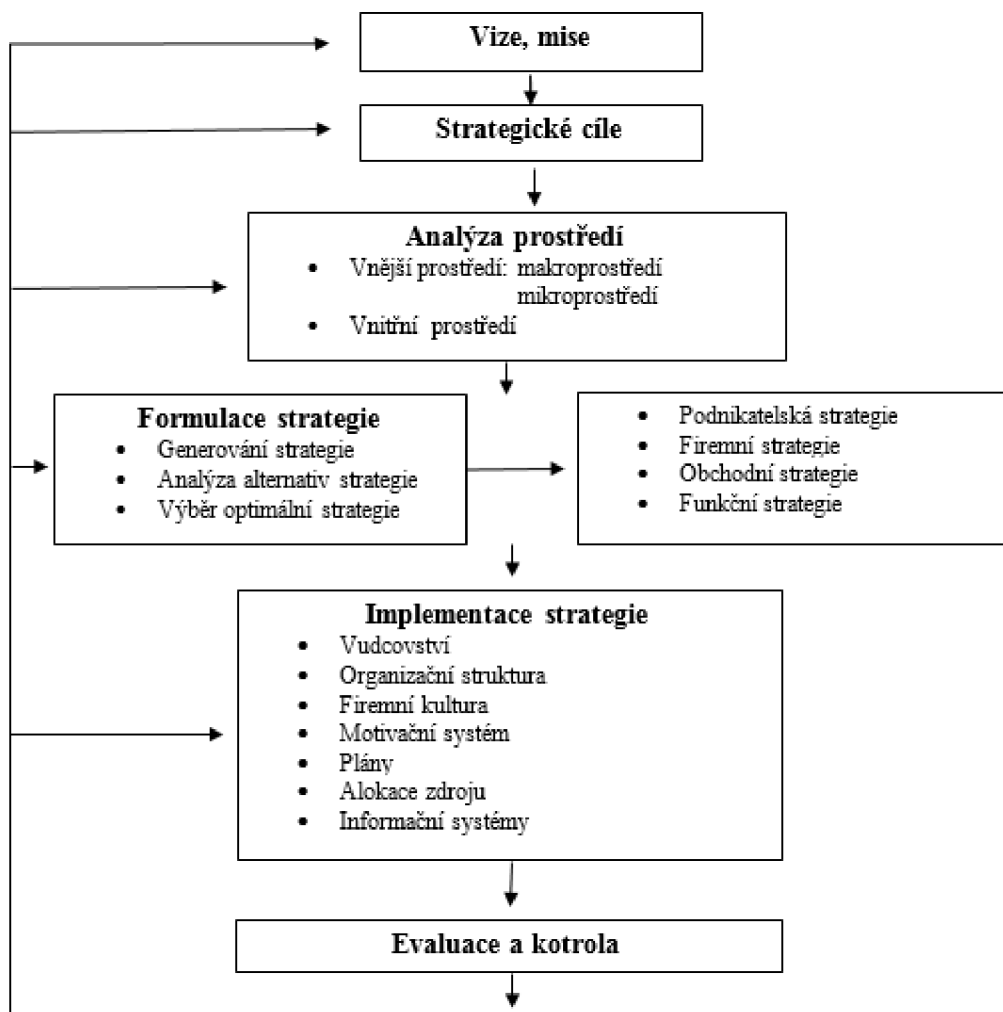 Vize, mise
Strategické cíle
Analýza prostředí
• Vnější prostředí: makroprostředí
mikroprostředí
• Vnitřní prostředí
Formulace strategie
• Generování strategie
• Analýza alternativ strategie
• Výběr optimální strategie
• Podnikatelská strategie
• Firemní strategie
• Obchodní strategie
• Funkční strategie
Implementace strategie
• Vudcovství
• Organizační struktura
• Firemní kultura
• Motivační systém
• Plány
• Alokace zdroju
• Informační systémy
Evaluace a kotrola